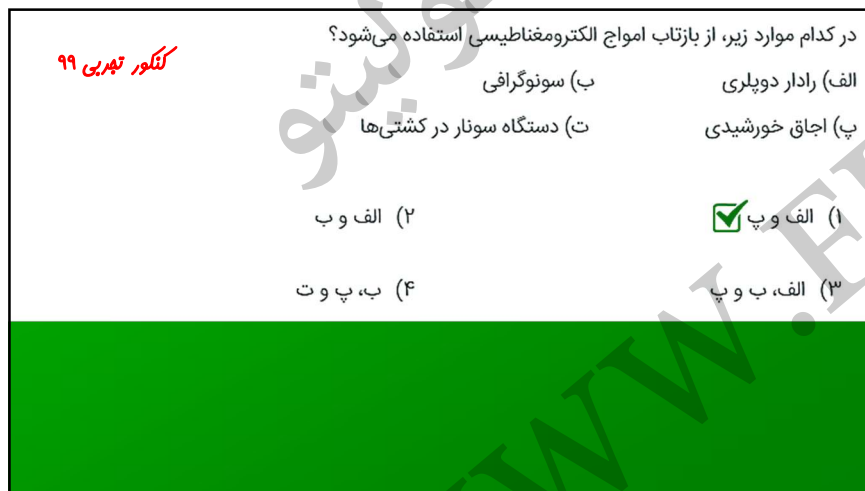 در کدام موارد زیر، از بازتاب امواج الکترومغناطیسی استفاده می‌شود؟
کنکور تجربی ۹۹
الف) رادار دوپلری ب) سونوگرافی
پ) اجاق خورشیدی ت) دستگاه سونار در کشتی‌ها
۱) الف و پ ۲) الف و ب
۳) الف، ب و پ ۴) ب، پ و ت